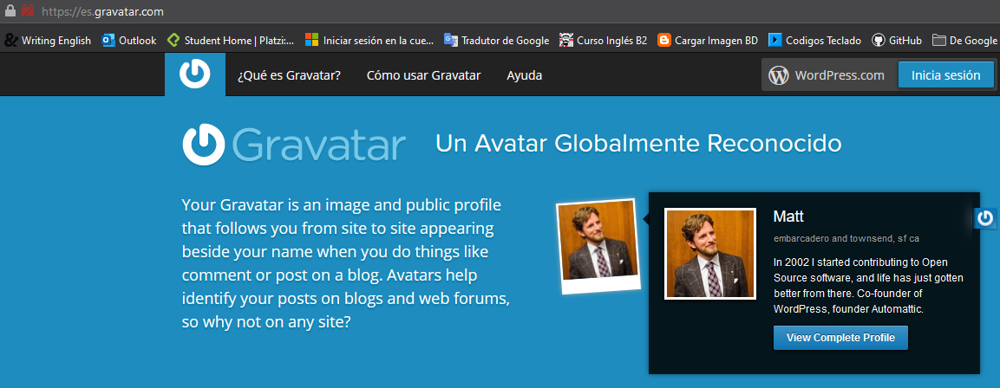 https://es.gravatar.com
Writing English Outlook Student Home | Platzi:... Iniciar sesión en la cue... Traductor de Google Curso Inglés B2 Cargar Imagen BD Codigos Teclado GitHub De Google
¿Qué es Gravatar? Cómo usar Gravatar Ayuda WordPress.com Inicia sesión
Gravatar Un Avatar Globalmente Reconocido
Your Gravatar is an image and public profile
that follows you from site to site appearing
beside your name when you do things like
comment or post on a blog. Avatars help
identify your posts on blogs and web forums,
so why not on any site?
Matt
embarcadero and townsend, sf ca
In 2002 I started contributing to Open
Source software, and life has just gotten
better from there. Co-founder of
WordPress, founder Automattic.
View Complete Profile